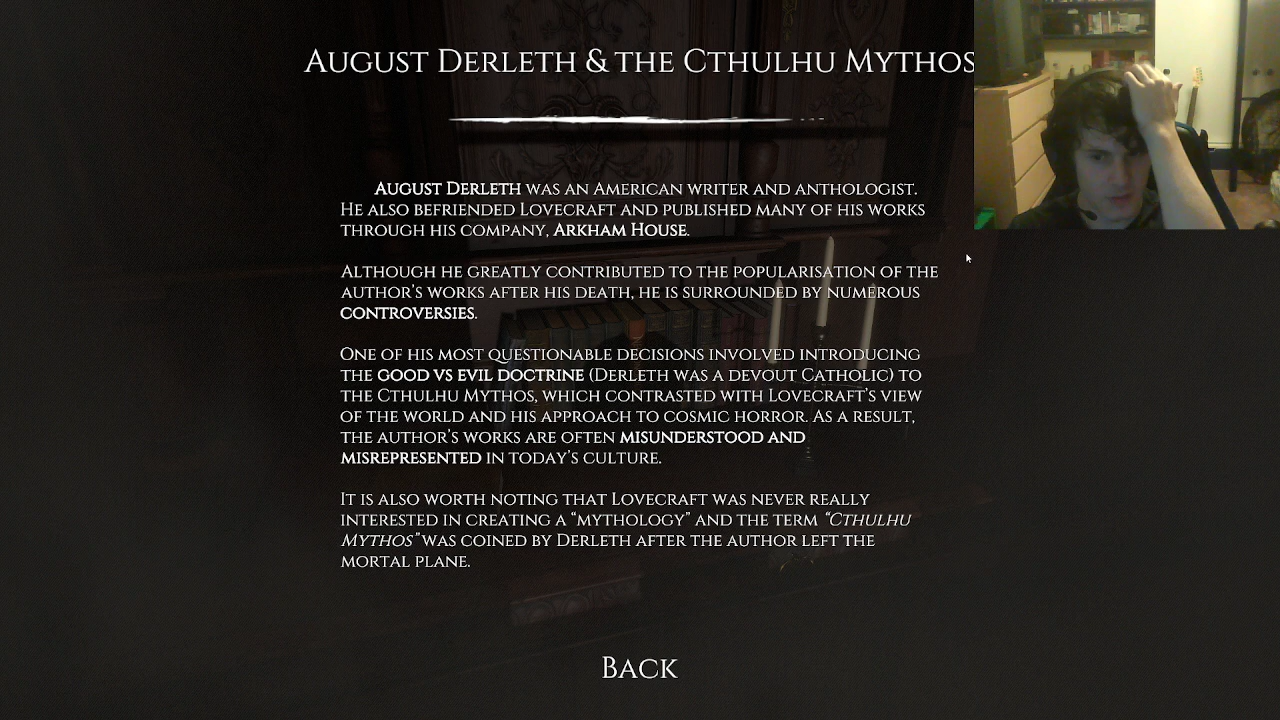 August Derleth & the Cthulhu Mythos
August Derleth was an American writer and anthologist.
He also befriended Lovecraft and published many of his works
through his company, Arkham House.
Although he greatly contributed to the popularisation of the
author's works after his death, he is surrounded by numerous
controversies.
One of his most questionable decisions involved introducing
the good vs evil doctrine (Derleth was a devout Catholic) to
the Cthulhu Mythos, which contrasted with Lovecraft's view
of the world and his approach to cosmic horror. As a result,
the author's works are often misunderstood and
misrepresented in today's culture.
It is also worth noting that Lovecraft was never really
interested in creating a “mythology” and the term “Cthulhu
Mythos” was coined by Derleth after the author left the
mortal plane.
Back